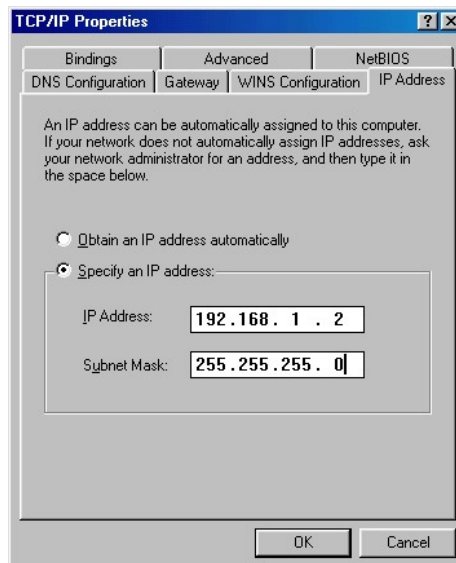 TCP/IP Properties
? ×
Bindings Advanced NetBIOS
DNS Configuration Gateway WINS Configuration IP Address
An IP address can be automatically assigned to this computer.
If your network does not automatically assign IP addresses, ask
your network administrator for an address, and then type it in
the space below.
Obtain an IP address automatically
Specify an IP address:
IP Address: 192.168. 1 . 2
Subnet Mask: 255.255.255. 0
OK Cancel